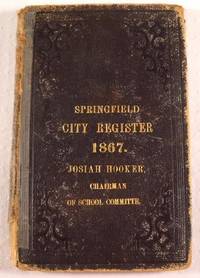 SPRINGFIELD
CITY REGISTER
1867.
JOSIAH HOOKER,
CHAIRMAN
OF SCHOOL COMMITTE.